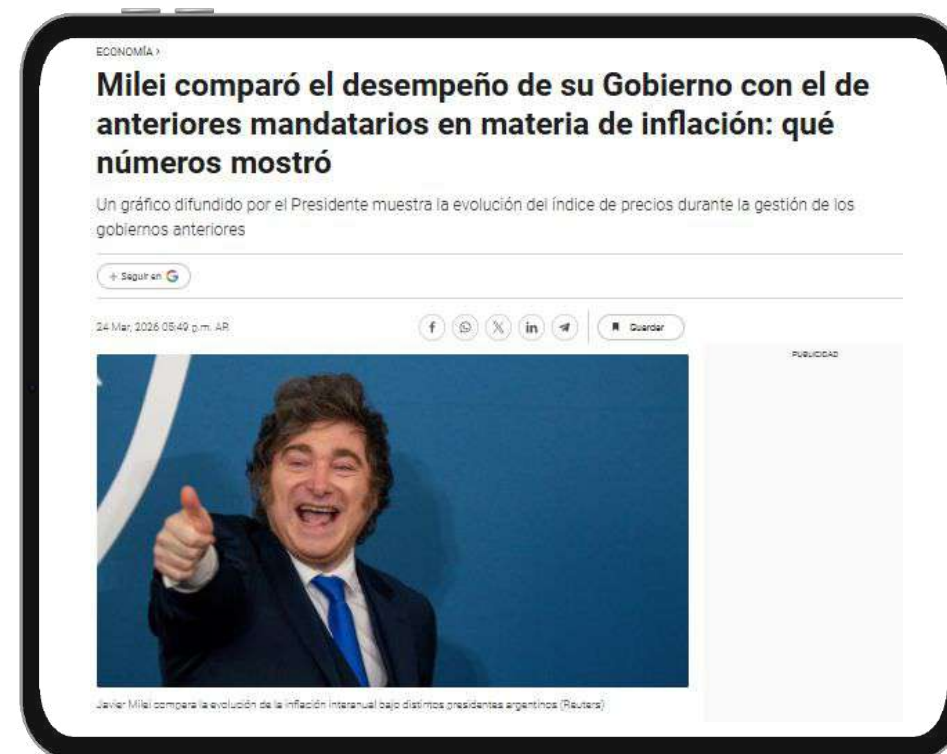 ECONOMÍA >
Milei comparó el desempeño de su Gobierno con el de
anteriores mandatarios en materia de inflación: qué
números mostró
Un gráfico difundido por el Presidente muestra la evolución del índice de precios durante la gestión de los
gobiernos anteriores
+ Seguir en G
24 Mar, 2026 05:49 p.m. AR
Guardar
PUBLICIDAD
Javier Milei compara la evolución de la inflación interanual bajo distintos presidentes argentinos (Reuters)